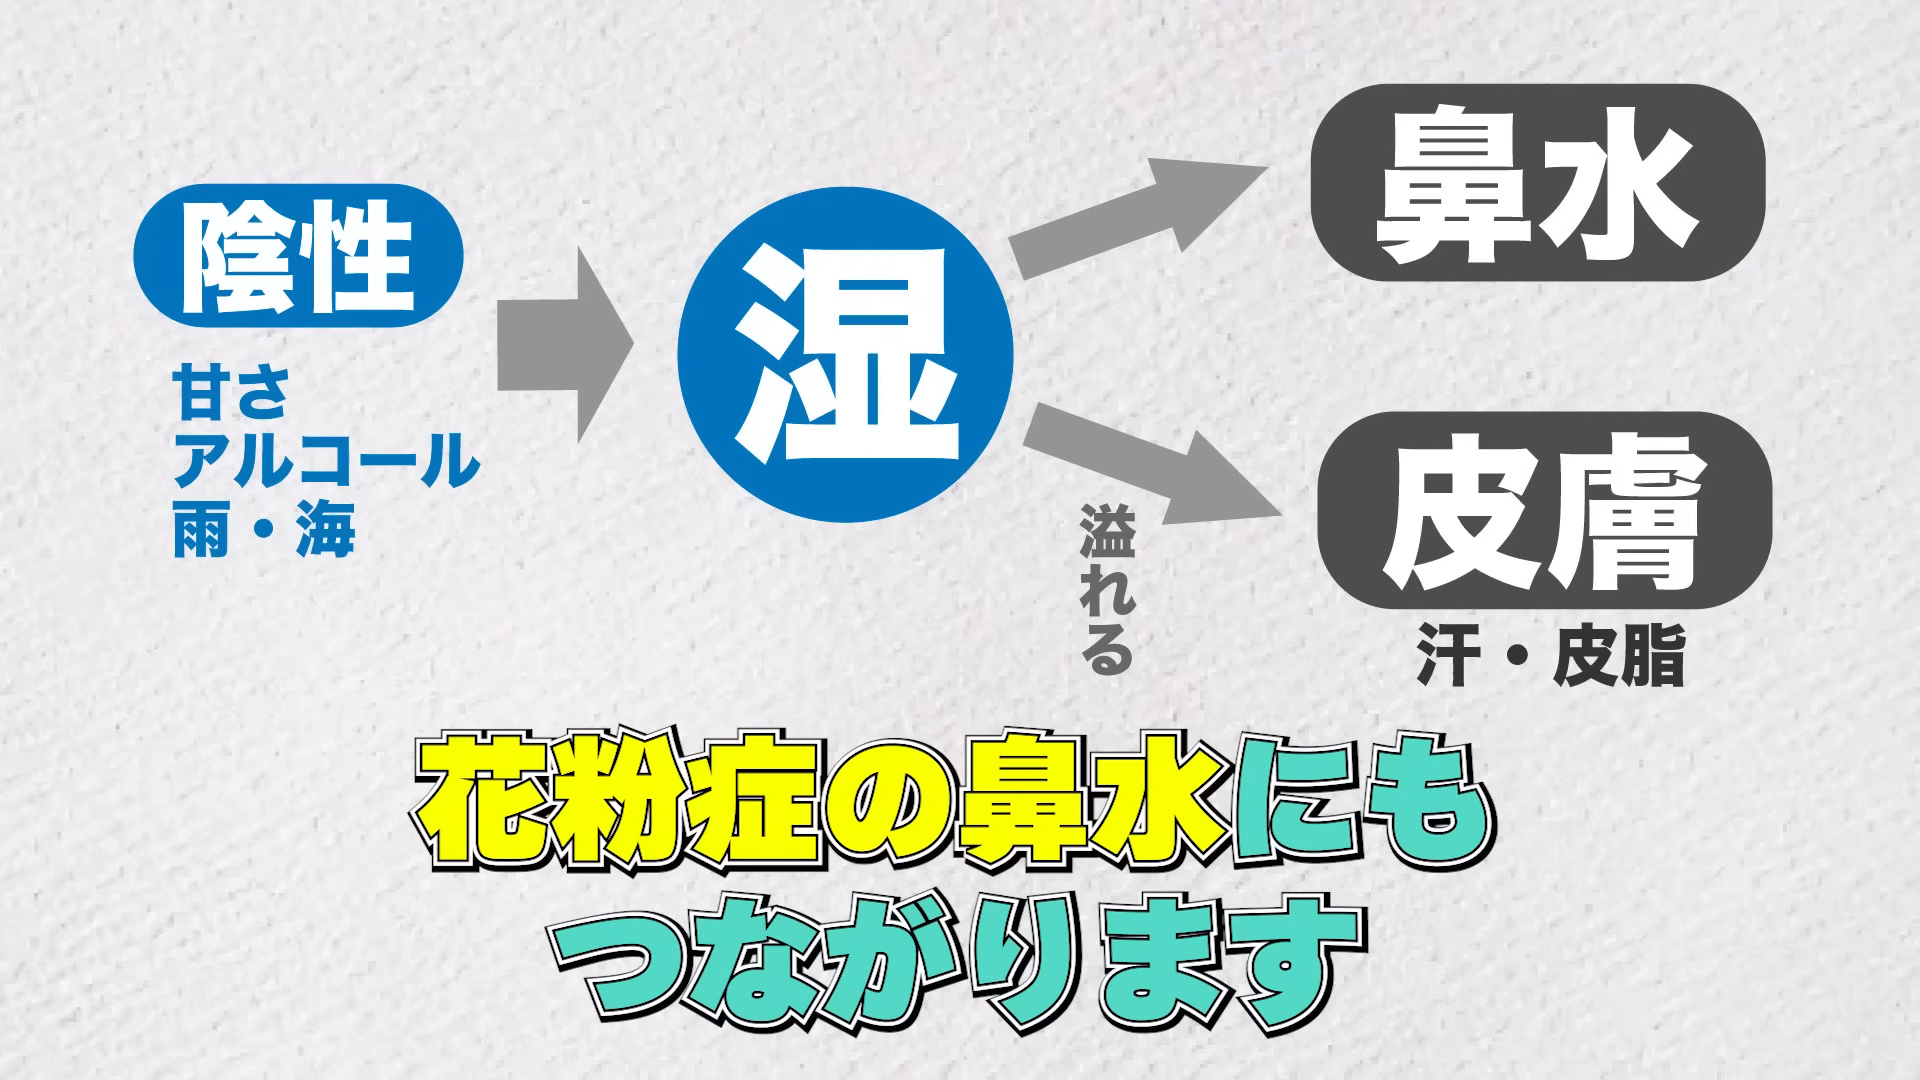 陰性
甘さ
アルコール
雨・海
湿
溢れる
鼻水
皮膚
汗・皮脂
花粉症の鼻水にも
つながります